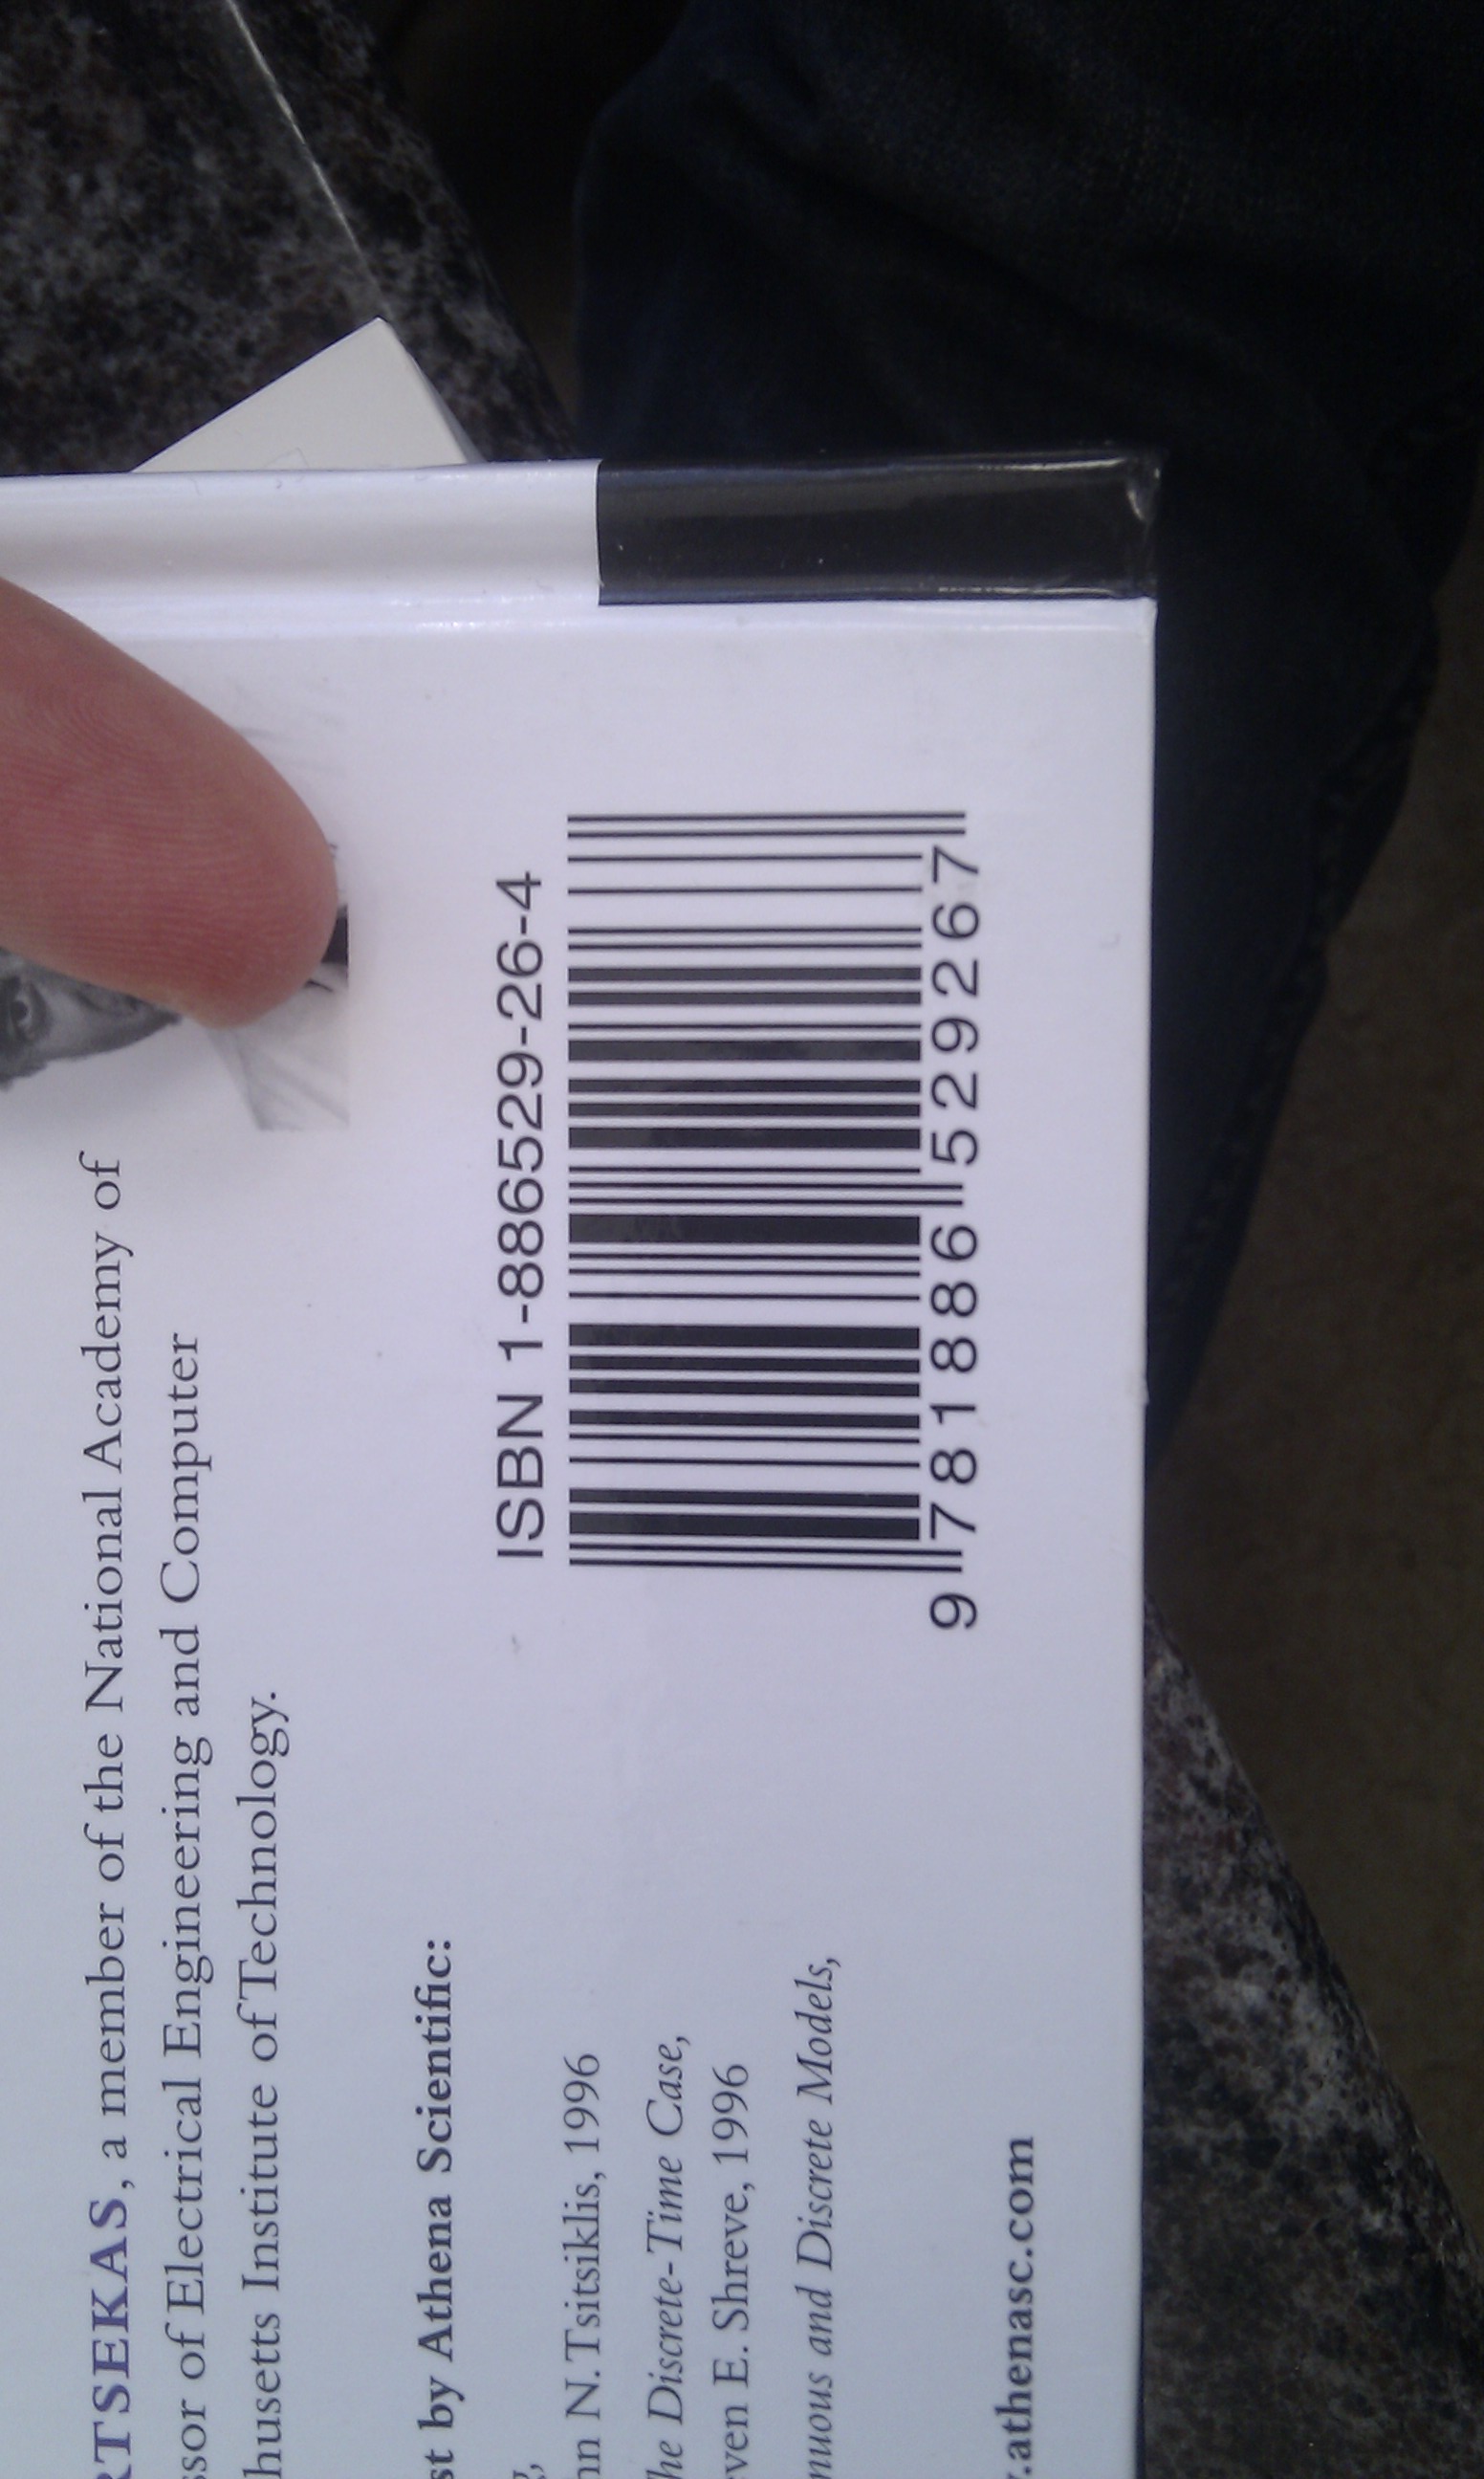 RTSEKAS, a member of the National Academy of
ssor of Electrical Engineering and Computer
husetts Institute of Technology.
st by Athena Scientific:
g,
nn N. Tsitsiklis, 1996
he Discrete-Time Case,
ven E. Shreve, 1996
nuous and Discrete Models,
.athenasc.com
ISBN 1-886529-26-4
9 781886 529267